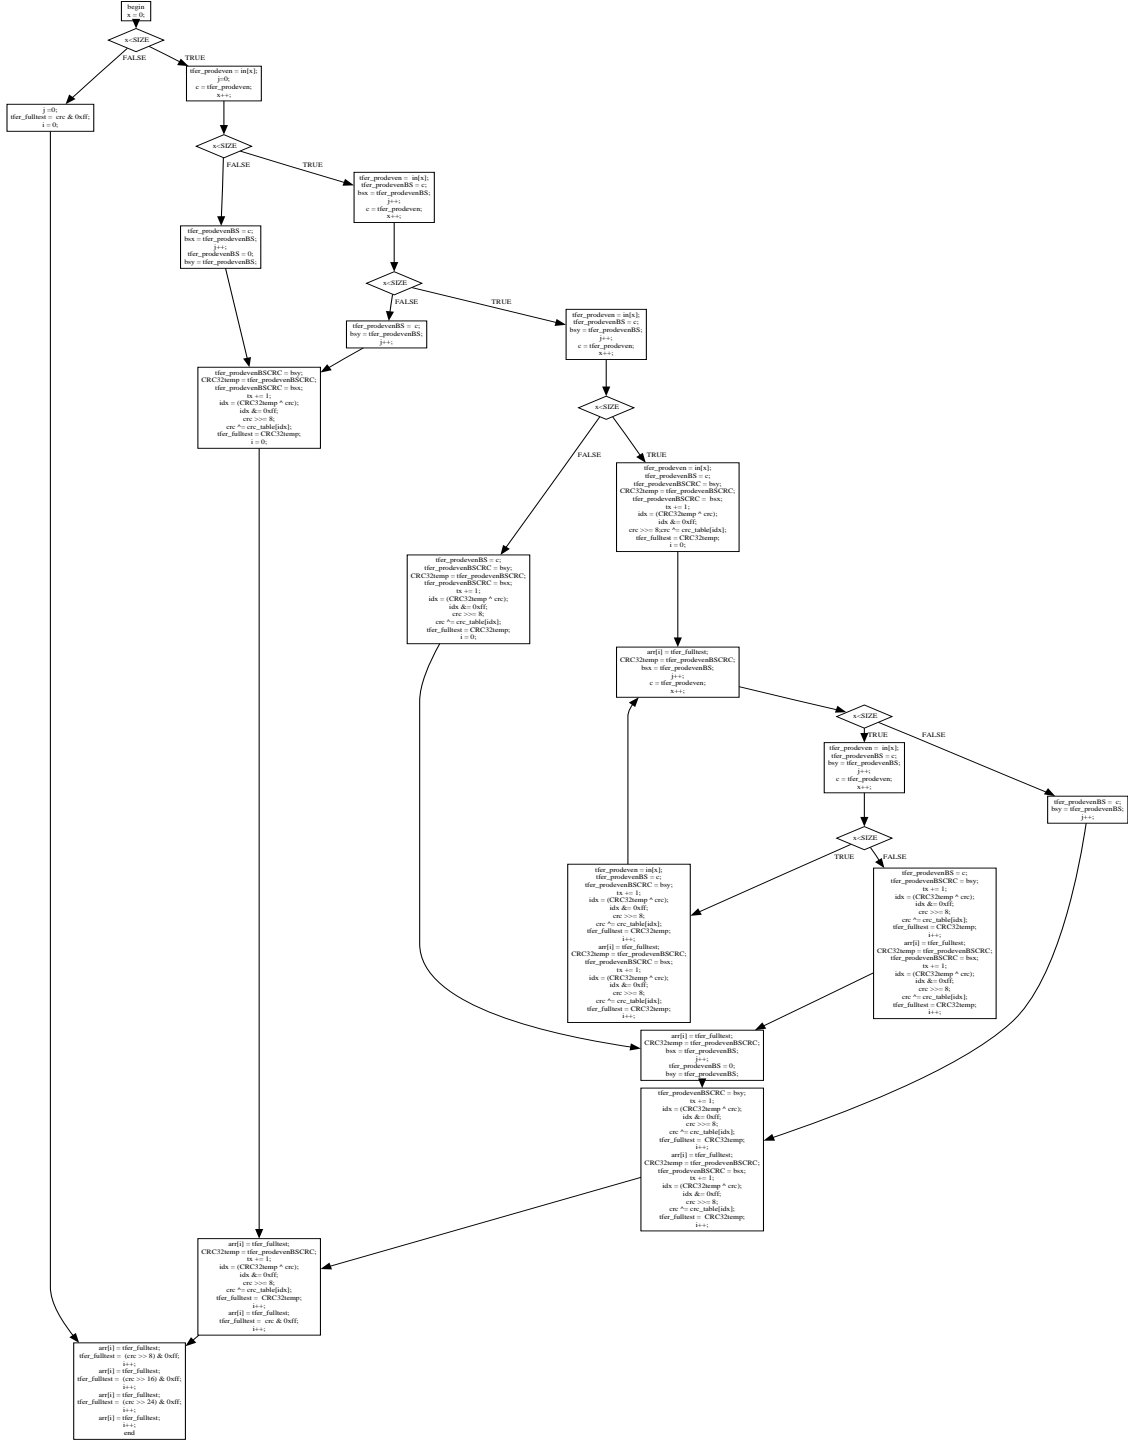 begin
x = 0;
x<SIZE
FALSE
TRUE
tfer_prodeven = in[x];
j=0;
c = tfer_prodeven;
x++;
j =0;
tfer_fulltest =  crc & 0xff;
i = 0;
x<SIZE
FALSE
TRUE
tfer_prodeven =  in[x];
tfer_prodevenBS = c;
bsx = tfer_prodevenBS;
j++;
c = tfer_prodeven;
x++;
tfer_prodevenBS = c;
bsx = tfer_prodevenBS;
j++;
tfer_prodevenBS = 0;
bsy = tfer_prodevenBS;
x<SIZE
FALSE
TRUE
tfer_prodevenBS =  c;
bsy = tfer_prodevenBS;
j++;
tfer_prodeven = in[x];
tfer_prodevenBS = c;
bsy = tfer_prodevenBS;
j++;
c = tfer_prodeven;
x++;
tfer_prodevenBSCRC = bsy;
CRC32temp = tfer_prodevenBSCRC;
tfer_prodevenBSCRC = bsx;
tx += 1;
idx = (CRC32temp ^ crc);
idx &= 0xff;
crc >>= 8;
crc ^= crc_table[idx];
tfer_fulltest = CRC32temp;
i = 0;
x<SIZE
FALSE
TRUE
tfer_prodeven = in[x];
tfer_prodevenBS = c;
tfer_prodevenBSCRC = bsy;
CRC32temp = tfer_prodevenBSCRC;
tfer_prodevenBSCRC =  bsx;
tx += 1;
idx = (CRC32temp ^ crc);
idx &= 0xff;
crc >>= 8;crc ^= crc_table[idx];
tfer_fulltest = CRC32temp;
i = 0;
tfer_prodevenBS = c;
tfer_prodevenBSCRC = bsy;
CRC32temp = tfer_prodevenBSCRC;
tfer_prodevenBSCRC = bsx;
tx += 1;
idx = (CRC32temp ^ crc);
idx &= 0xff;
crc >>= 8;
crc ^= crc_table[idx];
tfer_fulltest = CRC32temp;
i = 0;
arr[i] = tfer_fulltest;
CRC32temp = tfer_prodevenBSCRC;
bsx = tfer_prodevenBS;
j++;
c = tfer_prodeven;
x++;
x<SIZE
TRUE
FALSE
tfer_prodeven =  in[x];
tfer_prodevenBS = c;
bsy = tfer_prodevenBS;
j++;
c = tfer_prodeven;
x++;
tfer_prodevenBS =  c;
bsy = tfer_prodevenBS;
j++;
x<SIZE
TRUE
FALSE
tfer_prodeven = in[x];
tfer_prodevenBS = c;
tfer_prodevenBSCRC = bsy;
tx += 1;
idx = (CRC32temp ^ crc);
idx &= 0xff;
crc >>= 8;
crc ^= crc_table[idx];
tfer_fulltest = CRC32temp;
i++;
arr[i] = tfer_fulltest;
CRC32temp = tfer_prodevenBSCRC;
tfer_prodevenBSCRC = bsx;
tx += 1;
idx = (CRC32temp ^ crc);
idx &= 0xff;
crc >>= 8;
crc ^= crc_table[idx];
tfer_fulltest = CRC32temp;
i++;
tfer_prodevenBS = c;
tfer_prodevenBSCRC = bsy;
tx += 1;
idx = (CRC32temp ^ crc);
idx &= 0xff;
crc >>= 8;
crc ^= crc_table[idx];
tfer_fulltest = CRC32temp;
i++;
arr[i] = tfer_fulltest;
CRC32temp = tfer_prodevenBSCRC;
tfer_prodevenBSCRC = bsx;
tx += 1;
idx = (CRC32temp ^ crc);
idx &= 0xff;
crc >>= 8;
crc ^= crc_table[idx];
tfer_fulltest = CRC32temp;
i++;
arr[i] = tfer_fulltest;
CRC32temp = tfer_prodevenBSCRC;
bsx = tfer_prodevenBS;
j++;
tfer_prodevenBS = 0;
bsy = tfer_prodevenBS;
tfer_prodevenBSCRC = bsy;
tx += 1;
idx = (CRC32temp ^ crc);
idx &= 0xff;
crc >>= 8;
crc ^= crc_table[idx];
tfer_fulltest =  CRC32temp;
i++;
arr[i] = tfer_fulltest;
CRC32temp = tfer_prodevenBSCRC;
tfer_prodevenBSCRC = bsx;
tx += 1;
idx = (CRC32temp ^ crc);
idx &= 0xff;
crc >>= 8;
crc ^= crc_table[idx];
tfer_fulltest =  CRC32temp;
i++;
arr[i] = tfer_fulltest;
CRC32temp = tfer_prodevenBSCRC;
tx += 1;
idx = (CRC32temp ^ crc);
idx &= 0xff;
crc >>= 8;
crc ^= crc_table[idx];
tfer_fulltest =  CRC32temp;
i++;
arr[i] = tfer_fulltest;
tfer_fulltest =  crc & 0xff;
i++;
arr[i] = tfer_fulltest;
tfer_fulltest =  (crc >> 8) & 0xff;
i++;
arr[i] = tfer_fulltest;
tfer_fulltest =  (crc >> 16) & 0xff;
i++;
arr[i] = tfer_fulltest;
tfer_fulltest =  (crc >> 24) & 0xff;
i++;
arr[i] = tfer_fulltest;
i++;
end